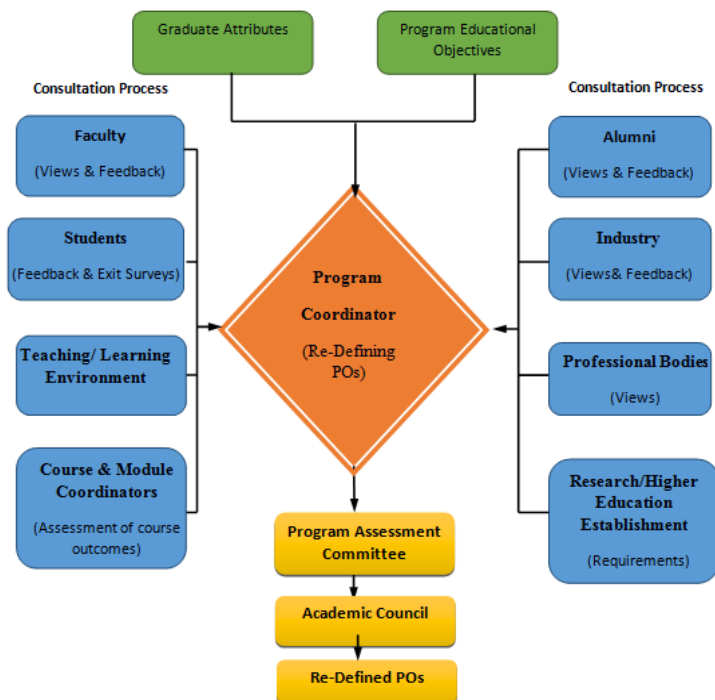 Graduate Attributes
Program Educational
Objectives
Consultation Process
Faculty
(Views & Feedback)
Students
(Feedback & Exit Surveys)
Teaching/ Learning
Environment
Course & Module
Coordinators
(Assessment of course
outcomes)
Consultation Process
Alumni
(Views & Feedback)
Industry
(Views& Feedback)
Professional Bodies
(Views)
Research/Higher
Education
Establishment
(Requirements)
Program
Coordinator
(Re-Defining
POs)
Program Assessment
Committee
Academic Council
Re-Defined POs